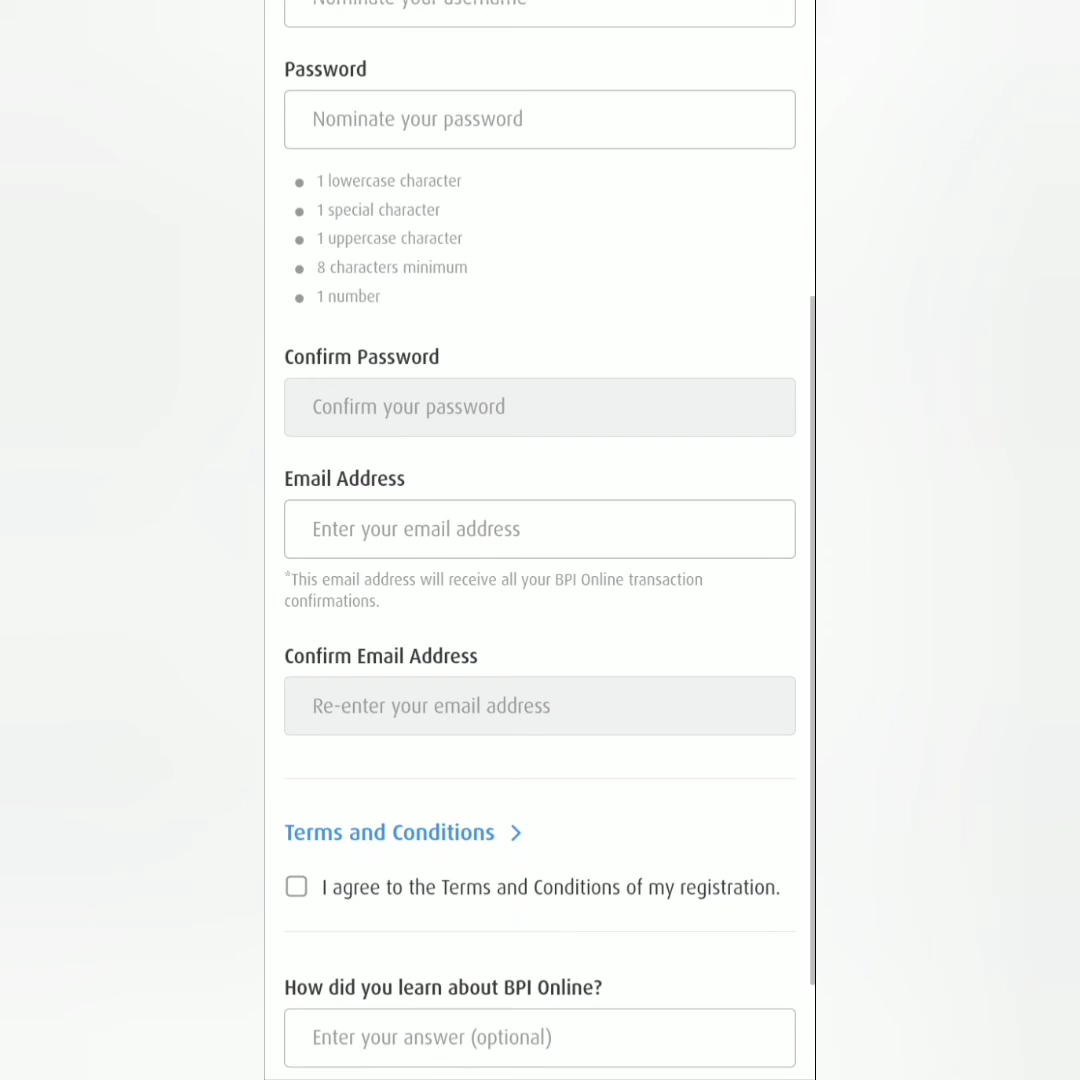 Nominate your username
Password
Nominate your password
1 lowercase character
1 special character
1 uppercase character
8 characters minimum
1 number
Confirm Password
Confirm your password
Email Address
Enter your email address
*This email address will receive all your BPI Online transaction
confirmations.
Confirm Email Address
Re-enter your email address
Terms and Conditions
I agree to the Terms and Conditions of my registration.
How did you learn about BPI Online?
Enter your answer (optional)